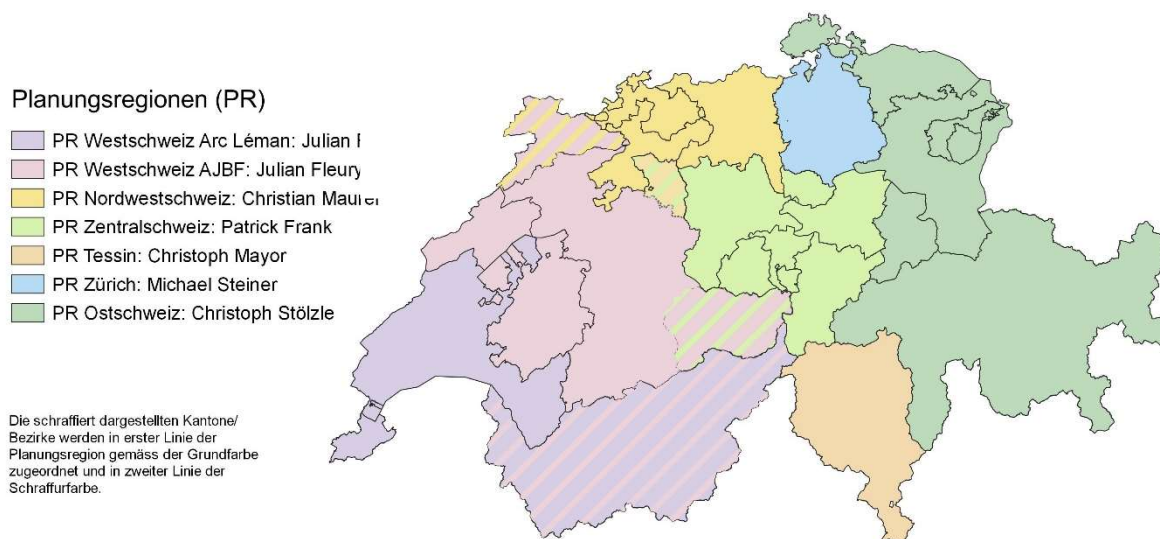 Planungsregionen (PR)
PR Westschweiz Arc Léman: Julian
PR Westschweiz AJBF: Julian Fleury
PR Nordwestschweiz: Christian Maurer
PR Zentralschweiz: Patrick Frank
PR Tessin: Christoph Mayor
PR Zürich: Michael Steiner
PR Ostschweiz: Christoph Stölzle
Die schraffiert dargestellten Kantone/
Bezirke werden in erster Linie der
Planungsregion gemäss der Grundfarbe
zugeordnet und in zweiter Linie der
Schraffurfarbe.